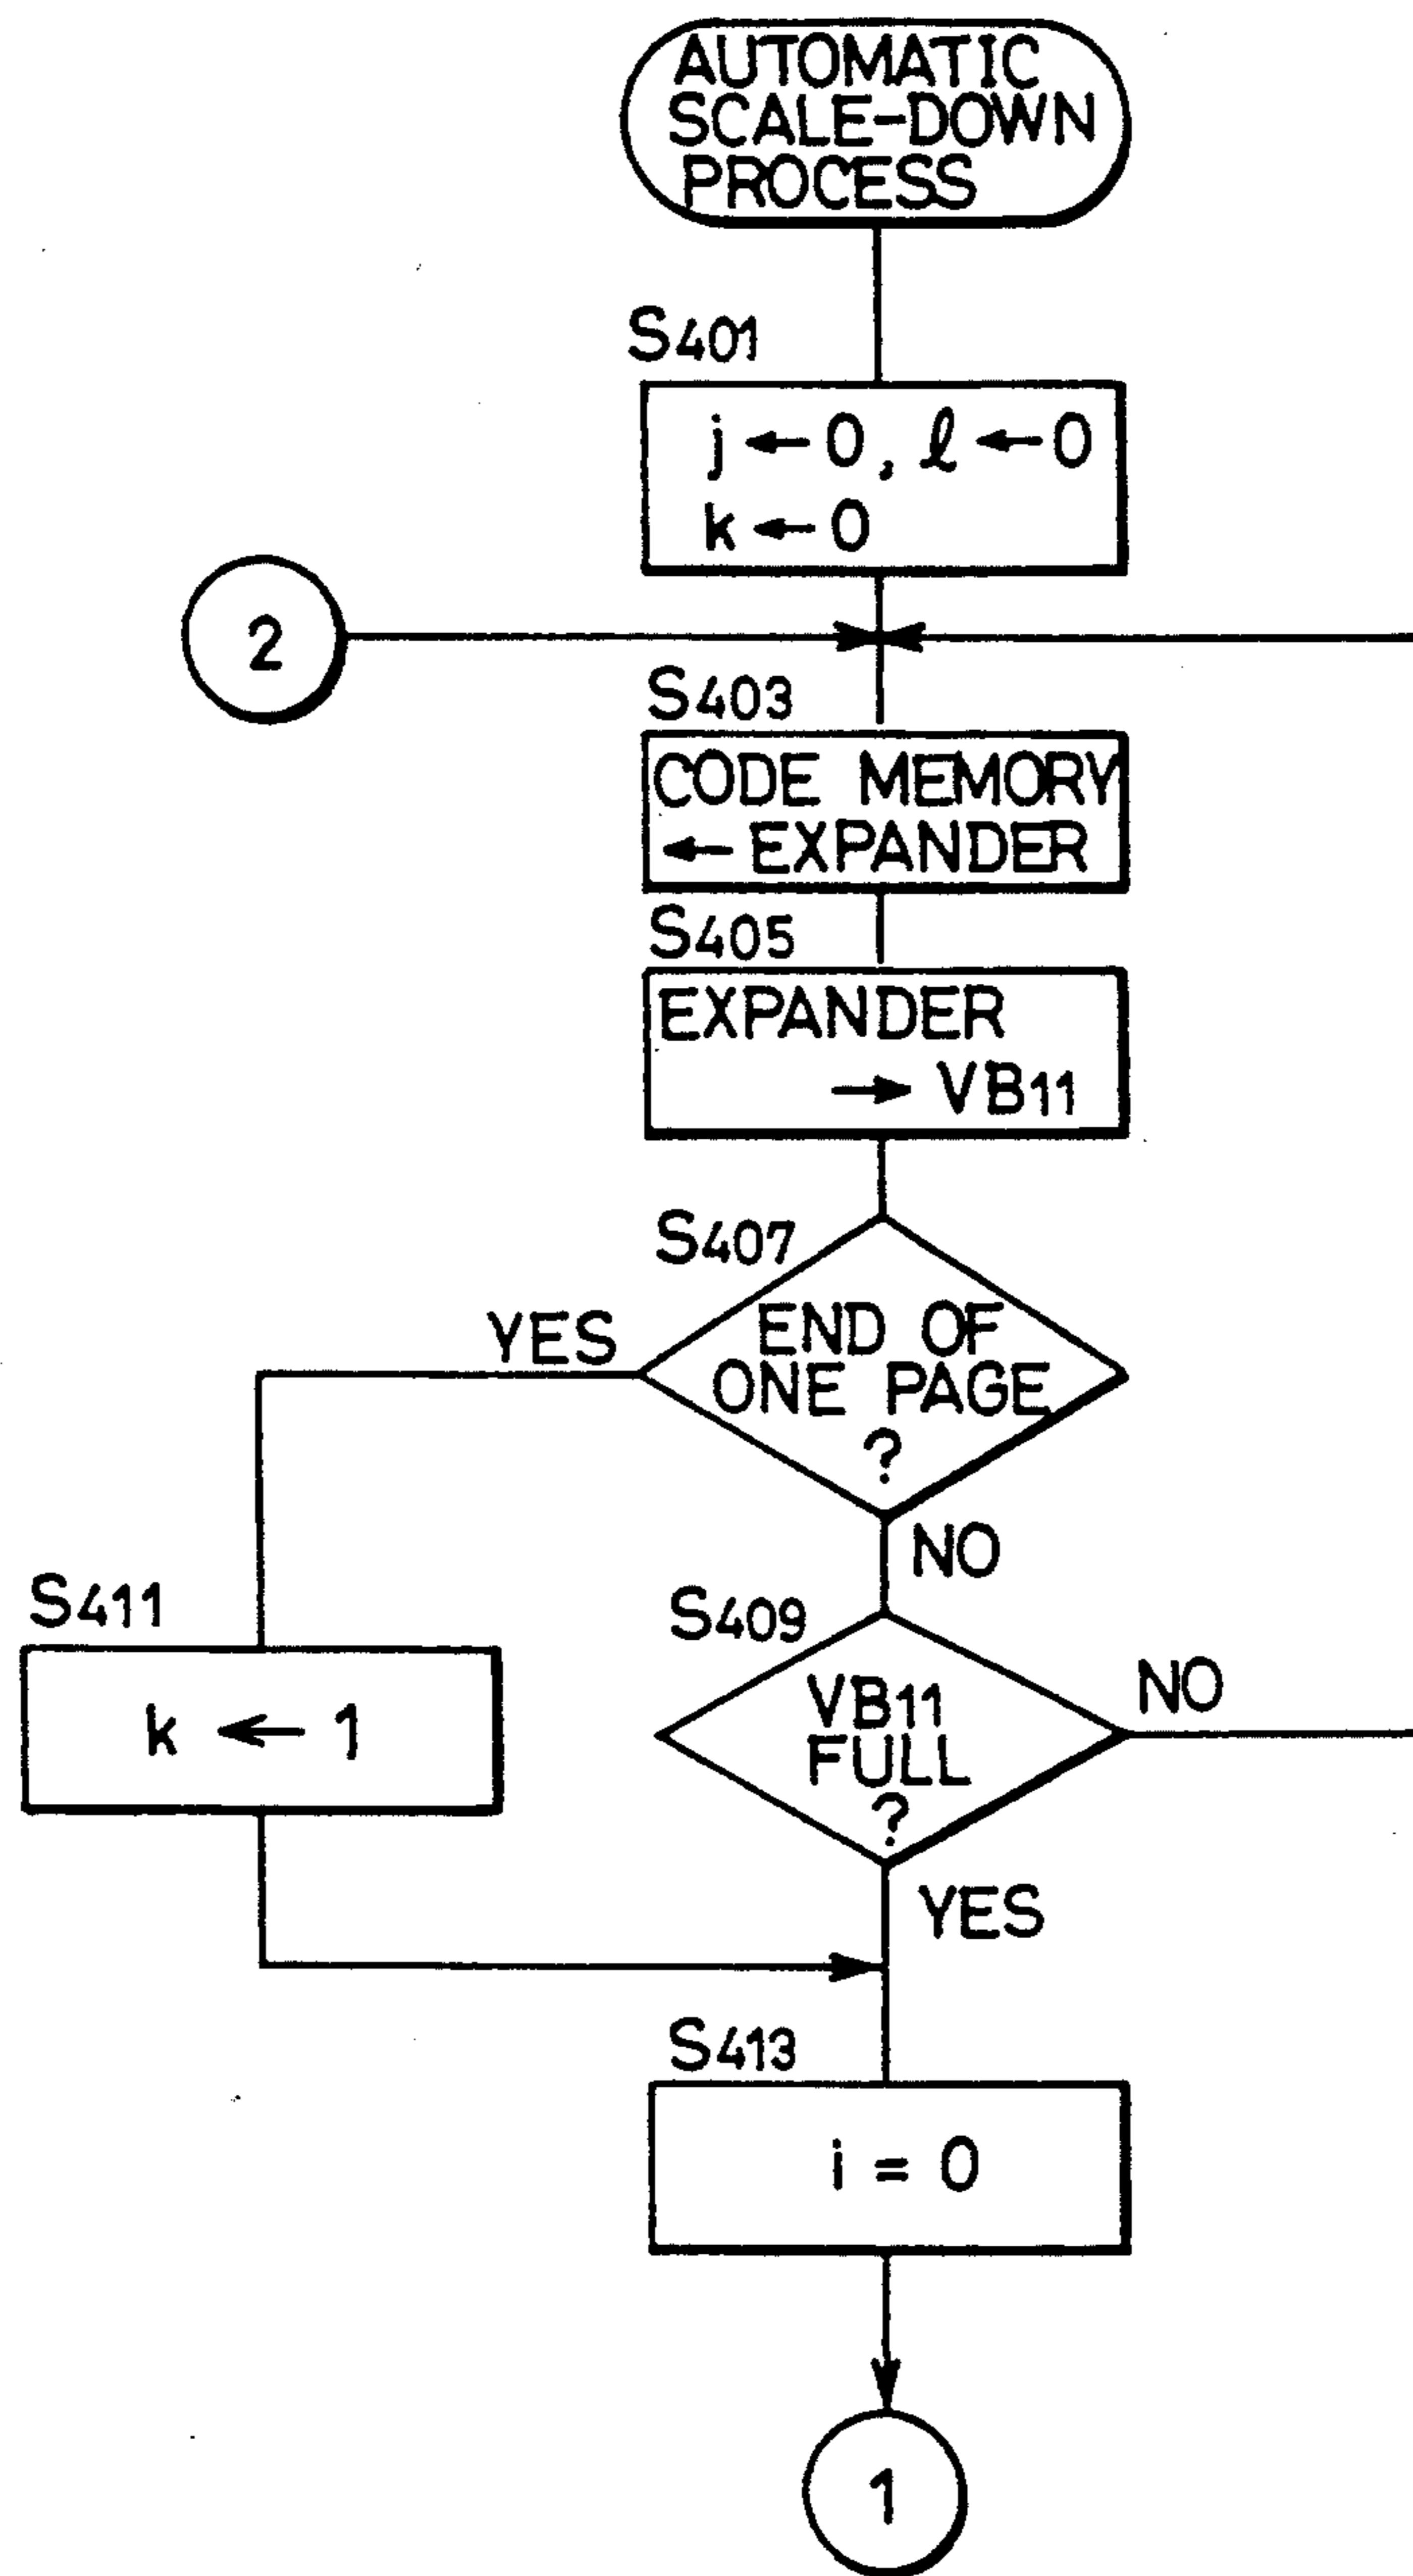 AUTOMATIC
SCALE-DOWN
PROCESS
S401
j ← 0, ℓ ← 0
k ← 0
2
S403
CODE MEMORY
← EXPANDER
S405
EXPANDER
→ VB11
S407
YES
END OF
ONE PAGE
?
NO
S411
k ← 1
S409
VB11
FULL
?
NO
YES
S413
i = 0
1